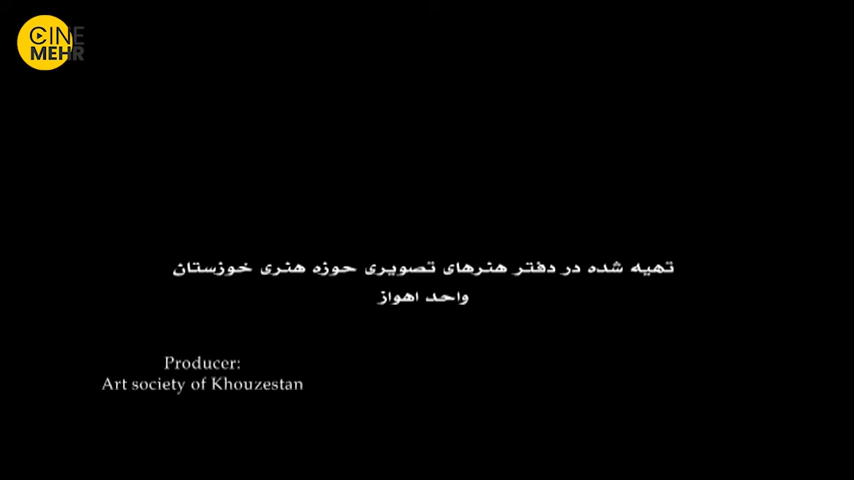 CINE
MEHR
تهیه شده در دفتر هنرهای تصویری حوزه هنری خوزستان
واحد اهواز
Producer:
Art society of Khouzestan